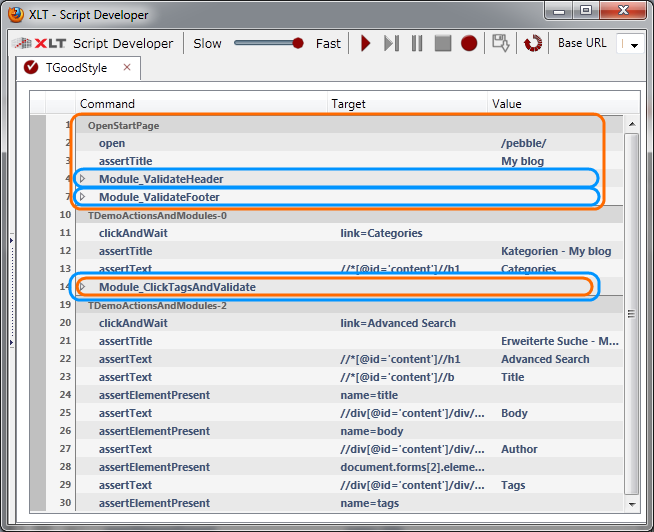 XLT - Script Developer
XLT Script Developer Slow Fast Base URL
TGoodStyle
Command Target Value
1 OpenStartPage
2 open /pebble/
3 assertTitle My blog
4 Module_ValidateHeader
7 Module_ValidateFooter
10 TDemoActionsAndModules-0
11 clickAndWait link=Categories
12 assertTitle Kategorien - My blog
13 assertText //*[@id='content']//h1 Categories
14 Module_ClickTagsAndValidate
19 TDemoActionsAndModules-2
20 clickAndWait link=Advanced Search
21 assertTitle Erweiterte Suche - M...
22 assertText //*[@id='content']//h1 Advanced Search
23 assertText //*[@id='content']//b Title
24 assertElementPresent name=title
25 assertText //div[@id='content']/div/... Body
26 assertElementPresent name=body
27 assertText //div[@id='content']/div/... Author
28 assertElementPresent document.forms[2].eleme...
29 assertText //div[@id='content']/div/... Tags
30 assertElementPresent name=tags